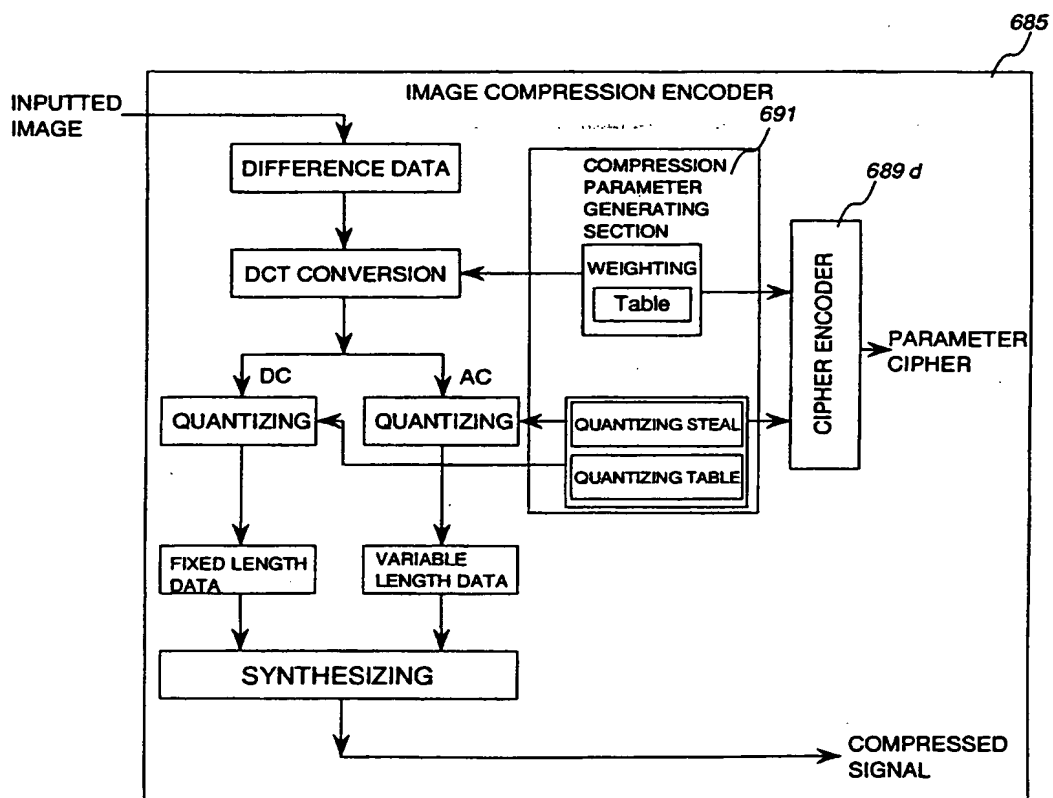 685
IMAGE COMPRESSION ENCODER
INPUTTED
IMAGE
691
DIFFERENCE DATA
COMPRESSION
PARAMETER
GENERATING
SECTION
689 d
DCT CONVERSION
WEIGHTING
Table
CIPHER ENCODER
PARAMETER
CIPHER
DC
AC
QUANTIZING
QUANTIZING
QUANTIZING STEAL
QUANTIZING TABLE
FIXED LENGTH
DATA
VARIABLE
LENGTH DATA
SYNTHESIZING
COMPRESSED
SIGNAL